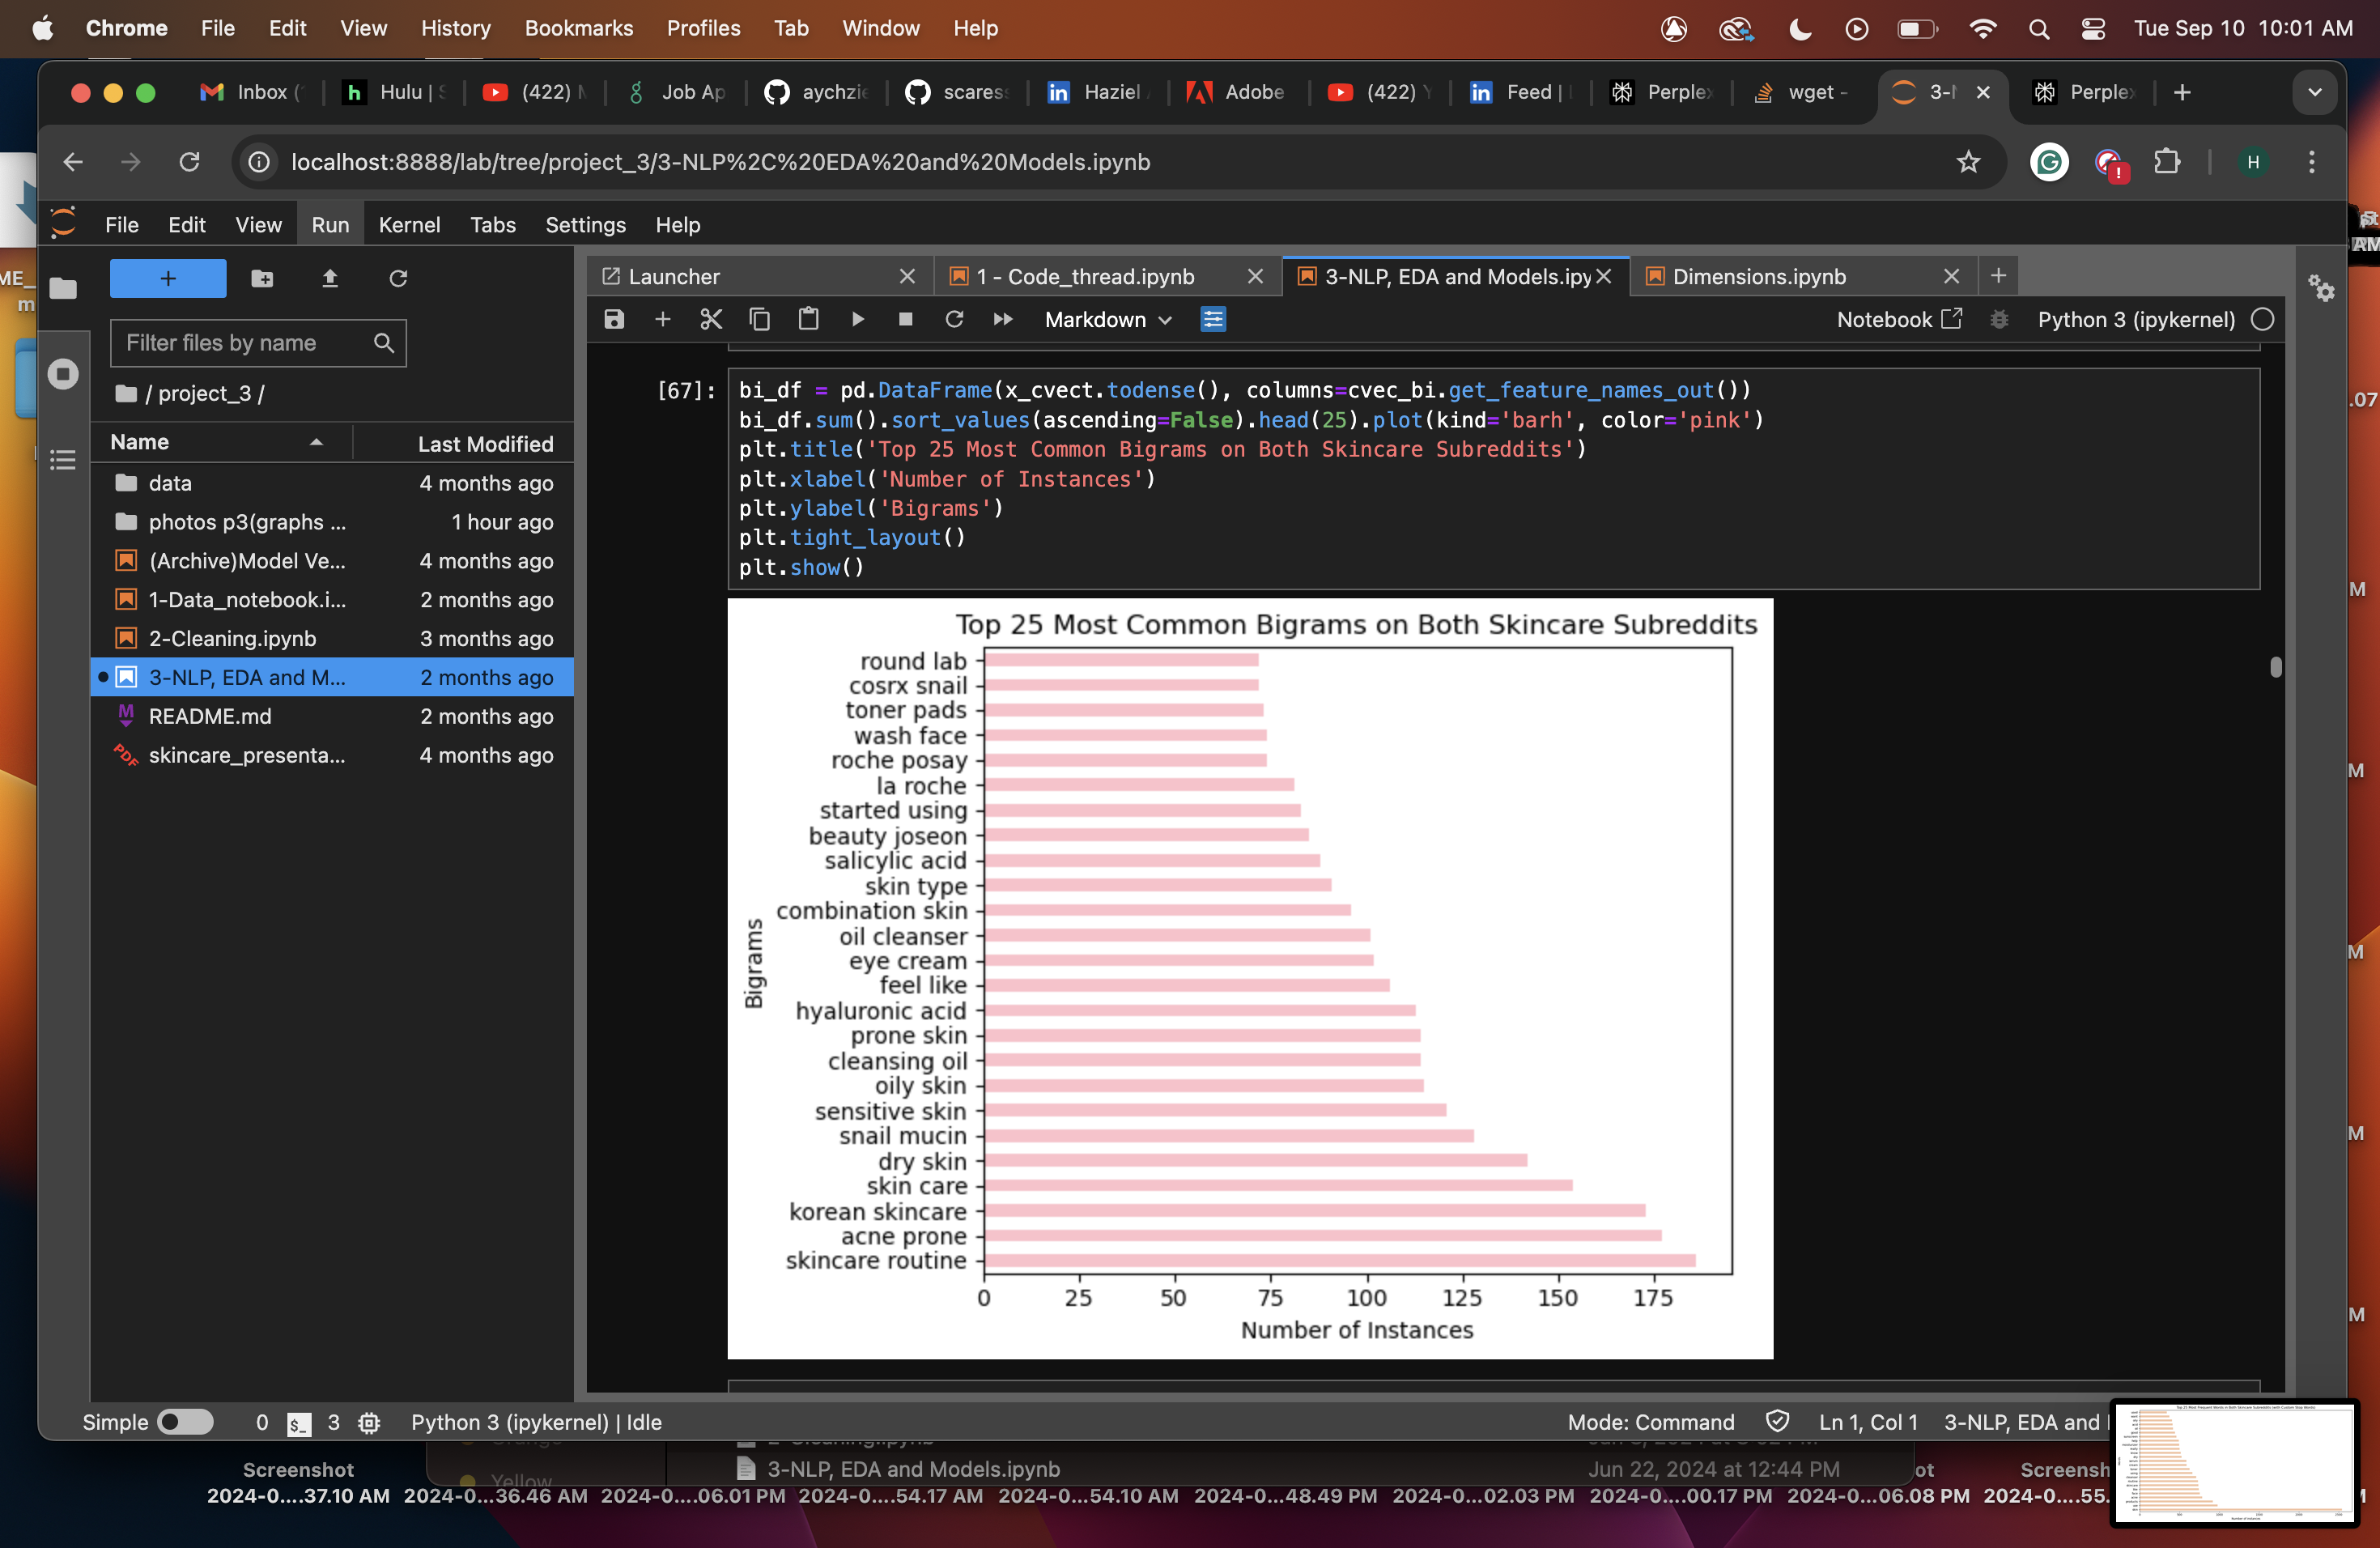 Chrome File Edit View History Bookmarks Profiles Tab Window Help
Tue Sep 10 10:01 AM
Inbox (
h Hulu | S
(422)
Job Ap
aychzie
scaress
in Haziel
Adobe
(422) Y
in Feed |
Perplex
wget -
3-
Perplex
localhost:8888/lab/tree/project_3/3-NLP%2C%20EDA%20and%20Models.ipynb
H
File Edit View Run Kernel Tabs Settings Help
Launcher
1 - Code_thread.ipynb
3-NLP, EDA and Models.ipy
Dimensions.ipynb
Markdown
Notebook
Python 3 (ipykernel)
Filter files by name
/ project_3 /
Name Last Modified
data 4 months ago
photos p3(graphs ... 1 hour ago
(Archive)Model Ve... 4 months ago
1-Data_notebook.i... 2 months ago
2-Cleaning.ipynb 3 months ago
3-NLP, EDA and M... 2 months ago
README.md 2 months ago
PDF skincare_presenta... 4 months ago
[67]:
bi_df = pd.DataFrame(x_cvect.todense(), columns=cvec_bi.get_feature_names_out())
bi_df.sum().sort_values(ascending=False).head(25).plot(kind='barh', color='pink')
plt.title('Top 25 Most Common Bigrams on Both Skincare Subreddits')
plt.xlabel('Number of Instances')
plt.ylabel('Bigrams')
plt.tight_layout()
plt.show()
Top 25 Most Common Bigrams on Both Skincare Subreddits
round lab
cosrx snail
toner pads
wash face
roche posay
la roche
started using
beauty joseon
salicylic acid
skin type
combination skin
oil cleanser
eye cream
feel like
hyaluronic acid
prone skin
cleansing oil
oily skin
sensitive skin
snail mucin
dry skin
skin care
korean skincare
acne prone
skincare routine
Bigrams
0 25 50 75 100 125 150 175
Number of Instances
Simple 0 $_ 3 Python 3 (ipykernel) | Idle
Mode: Command Ln 1, Col 1 3-NLP, EDA and
3-NLP, EDA and Models.ipynb Jun 22, 2024 at 12:44 PM
Yellow
Screenshot
2024-0....37.10 AM 2024-0...36.46 AM 2024-0....06.01 PM 2024-0....54.17 AM 2024-0...54.10 AM 2024-0...48.49 PM 2024-0...02.03 PM 2024-0....00.17 PM 2024-0...06.08 PM 2024-0....55.
Screensh